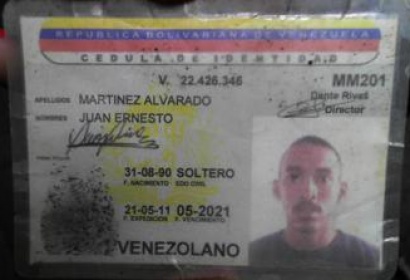 REPUBLICA BOLIVARIANA DE VENEZUELA
CEDULA DE IDENTIDAD
V. 22.426.346 MM201
Dante Rivas
Director
APELLIDOS MARTINEZ ALVARADO
NOMBRES JUAN ERNESTO
31-08-90 SOLTERO
F. NACIMIENTO EDO CIVIL
21-05-11 05-2021
F. EXPEDICION F. VENCIMIENTO
VENEZOLANO